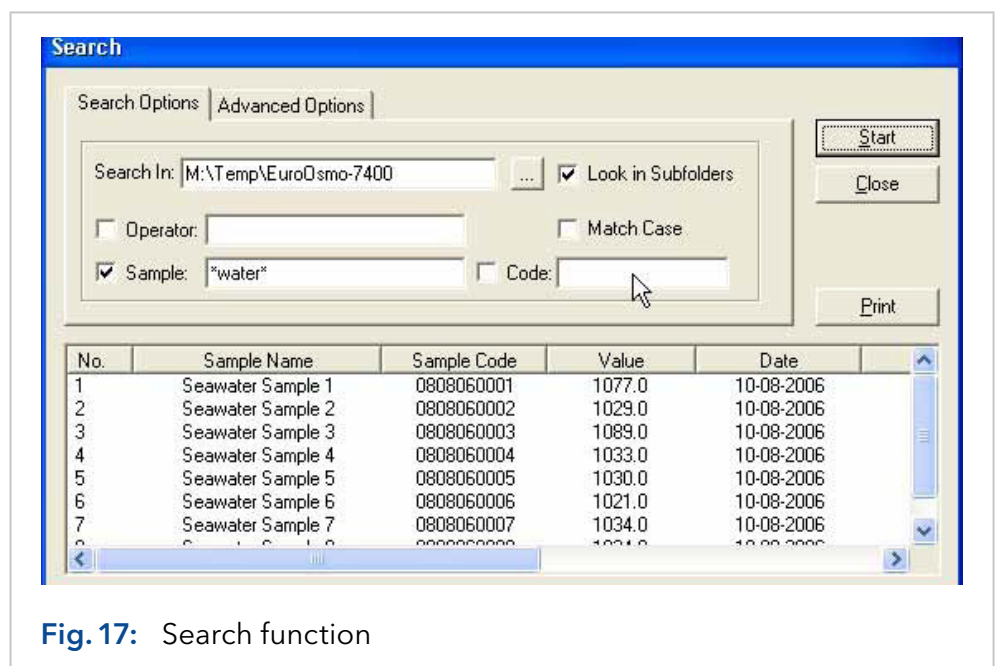 Search
Search Options Advanced Options
Start
Search In: M:\Temp\EuroOsmo-7400 ... Look in Subfolders
Close
Operator: Match Case
Sample: *water* Code:
Print
No. Sample Name Sample Code Value Date
1 Seawater Sample 1 0808060001 1077.0 10-08-2006
2 Seawater Sample 2 0808060002 1029.0 10-08-2006
3 Seawater Sample 3 0808060003 1089.0 10-08-2006
4 Seawater Sample 4 0808060004 1033.0 10-08-2006
5 Seawater Sample 5 0808060005 1030.0 10-08-2006
6 Seawater Sample 6 0808060006 1021.0 10-08-2006
7 Seawater Sample 7 0808060007 1034.0 10-08-2006
Fig. 17: Search function